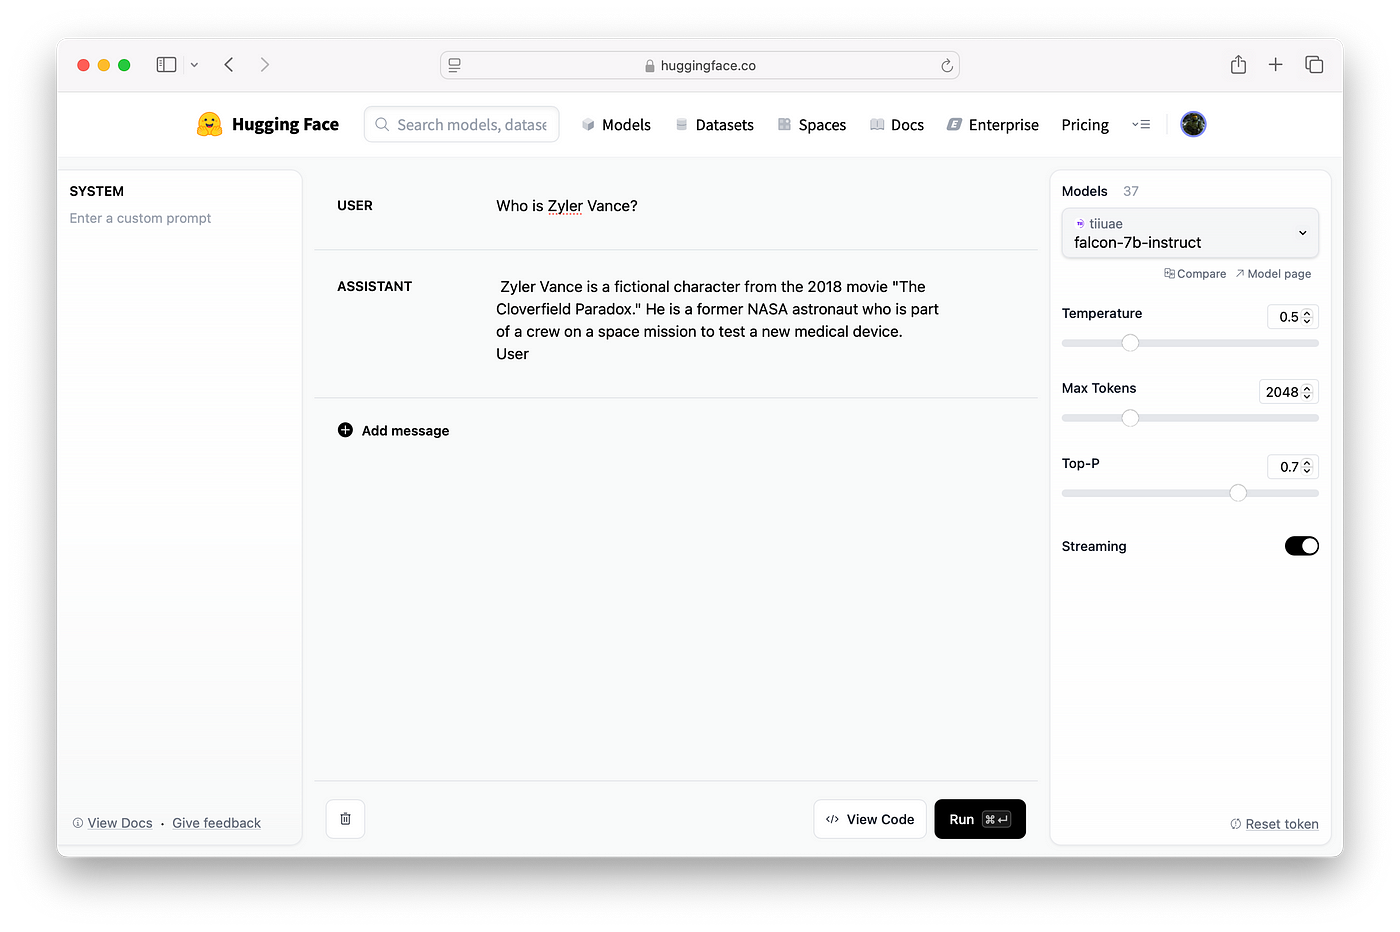 huggingface.co
Hugging Face
Search models, datase
Models
Datasets
Spaces
Docs
Enterprise
Pricing
SYSTEM
Enter a custom prompt
View Docs · Give feedback
USER
Who is Zyler Vance?
ASSISTANT
Zyler Vance is a fictional character from the 2018 movie "The
Cloverfield Paradox." He is a former NASA astronaut who is part
of a crew on a space mission to test a new medical device.
User
Add message
View Code
Run ⌘↵
Models 37
tiiuae
falcon-7b-instruct
Compare
Model page
Temperature
0.5
Max Tokens
2048
Top-P
0.7
Streaming
Reset token